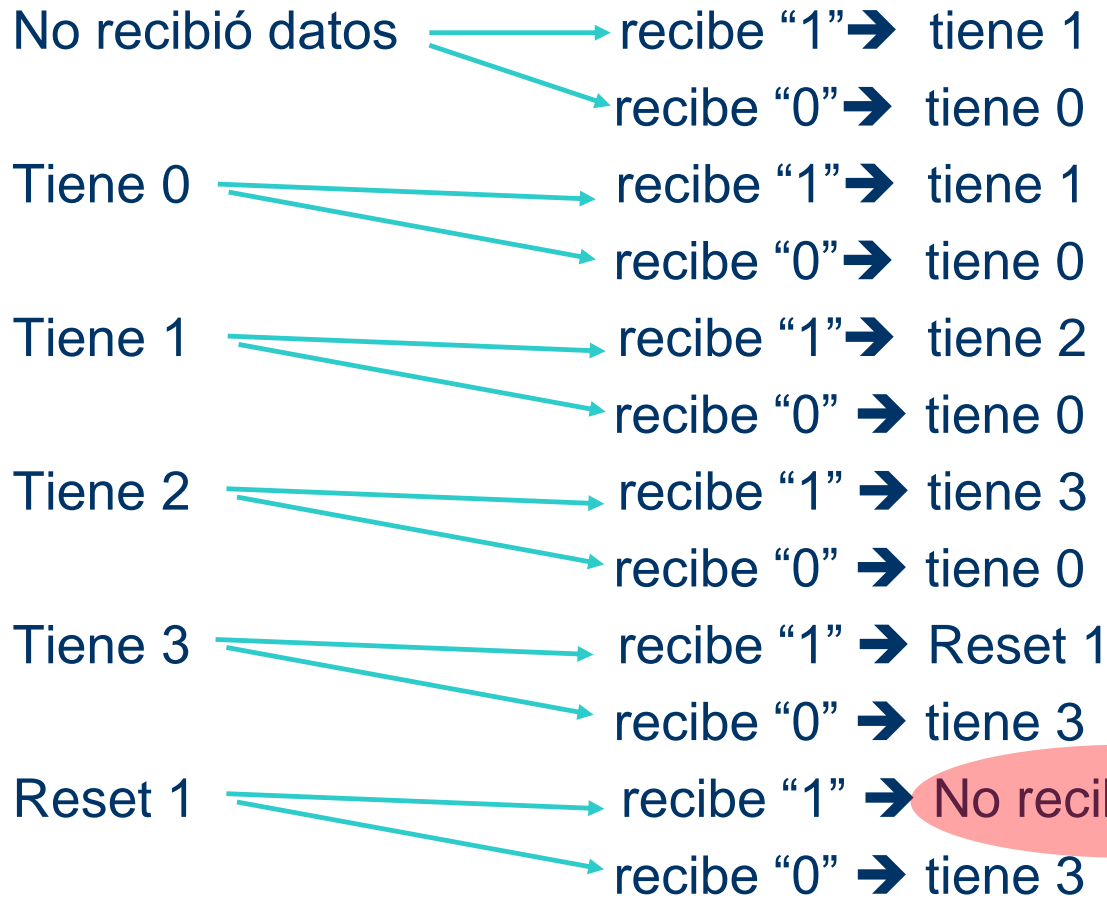 No recibió datos recibe “1”➔ tiene 1
recibe “0”➔ tiene 0
Tiene 0 recibe “1”➔ tiene 1
recibe “0”➔ tiene 0
Tiene 1 recibe “1”➔ tiene 2
recibe “0” ➔ tiene 0
Tiene 2 recibe “1” ➔ tiene 3
recibe “0” ➔ tiene 0
Tiene 3 recibe “1” ➔ Reset 1
recibe “0” ➔ tiene 3
Reset 1 recibe “1” ➔ No
recibe “0” ➔ tiene 3